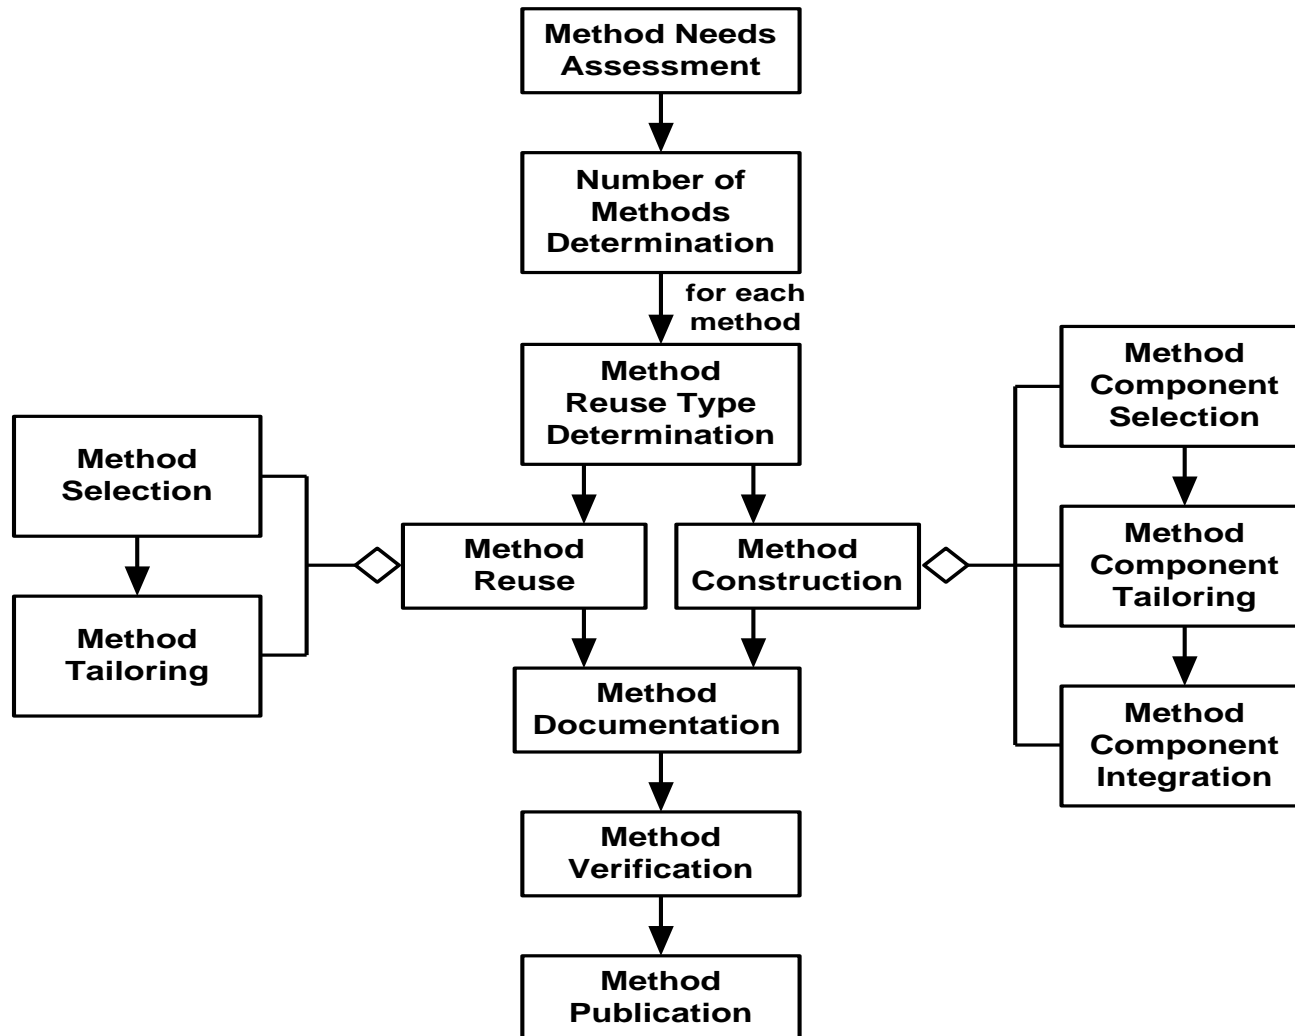 Method Needs
Assessment
Number of
Methods
Determination
for each
method
Method
Reuse Type
Determination
Method
Selection
Method
Tailoring
Method
Reuse
Method
Construction
Method
Component
Selection
Method
Component
Tailoring
Method
Component
Integration
Method
Documentation
Method
Verification
Method
Publication